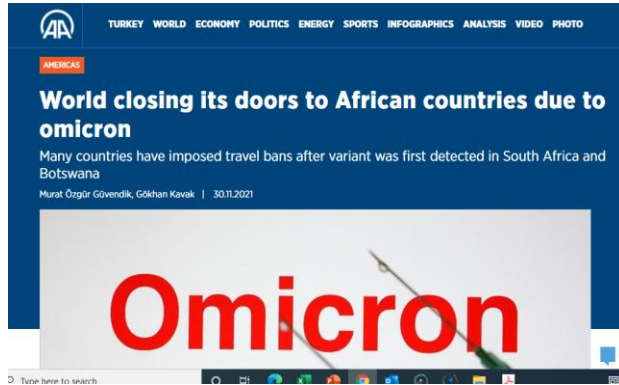 AA
TURKEY WORLD ECONOMY POLITICS ENERGY SPORTS INFOGRAPHICS ANALYSIS VIDEO PHOTO
AMERICAS
World closing its doors to African countries due to
omicron
Many countries have imposed travel bans after variant was first detected in South Africa and
Botswana
Murat Özgür Güvendik, Gökhan Kavak | 30.11.2021
Omicron
Type here to search